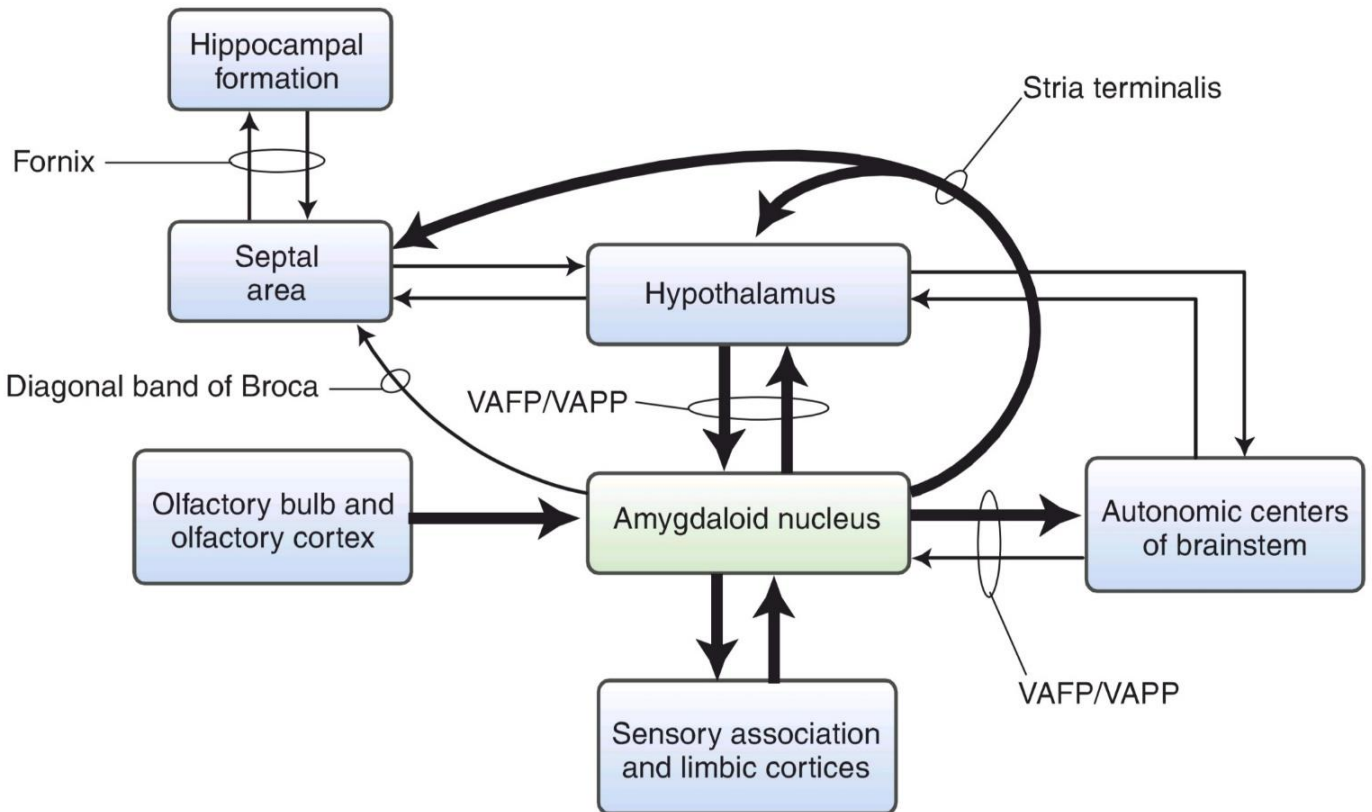 Hippocampal
formation
Stria terminalis
Fornix
Septal
area
Hypothalamus
Diagonal band of Broca
VAFP/VAPP
Olfactory bulb and
olfactory cortex
Amygdaloid nucleus
Autonomic centers
of brainstem
VAFP/VAPP
Sensory association
and limbic cortices